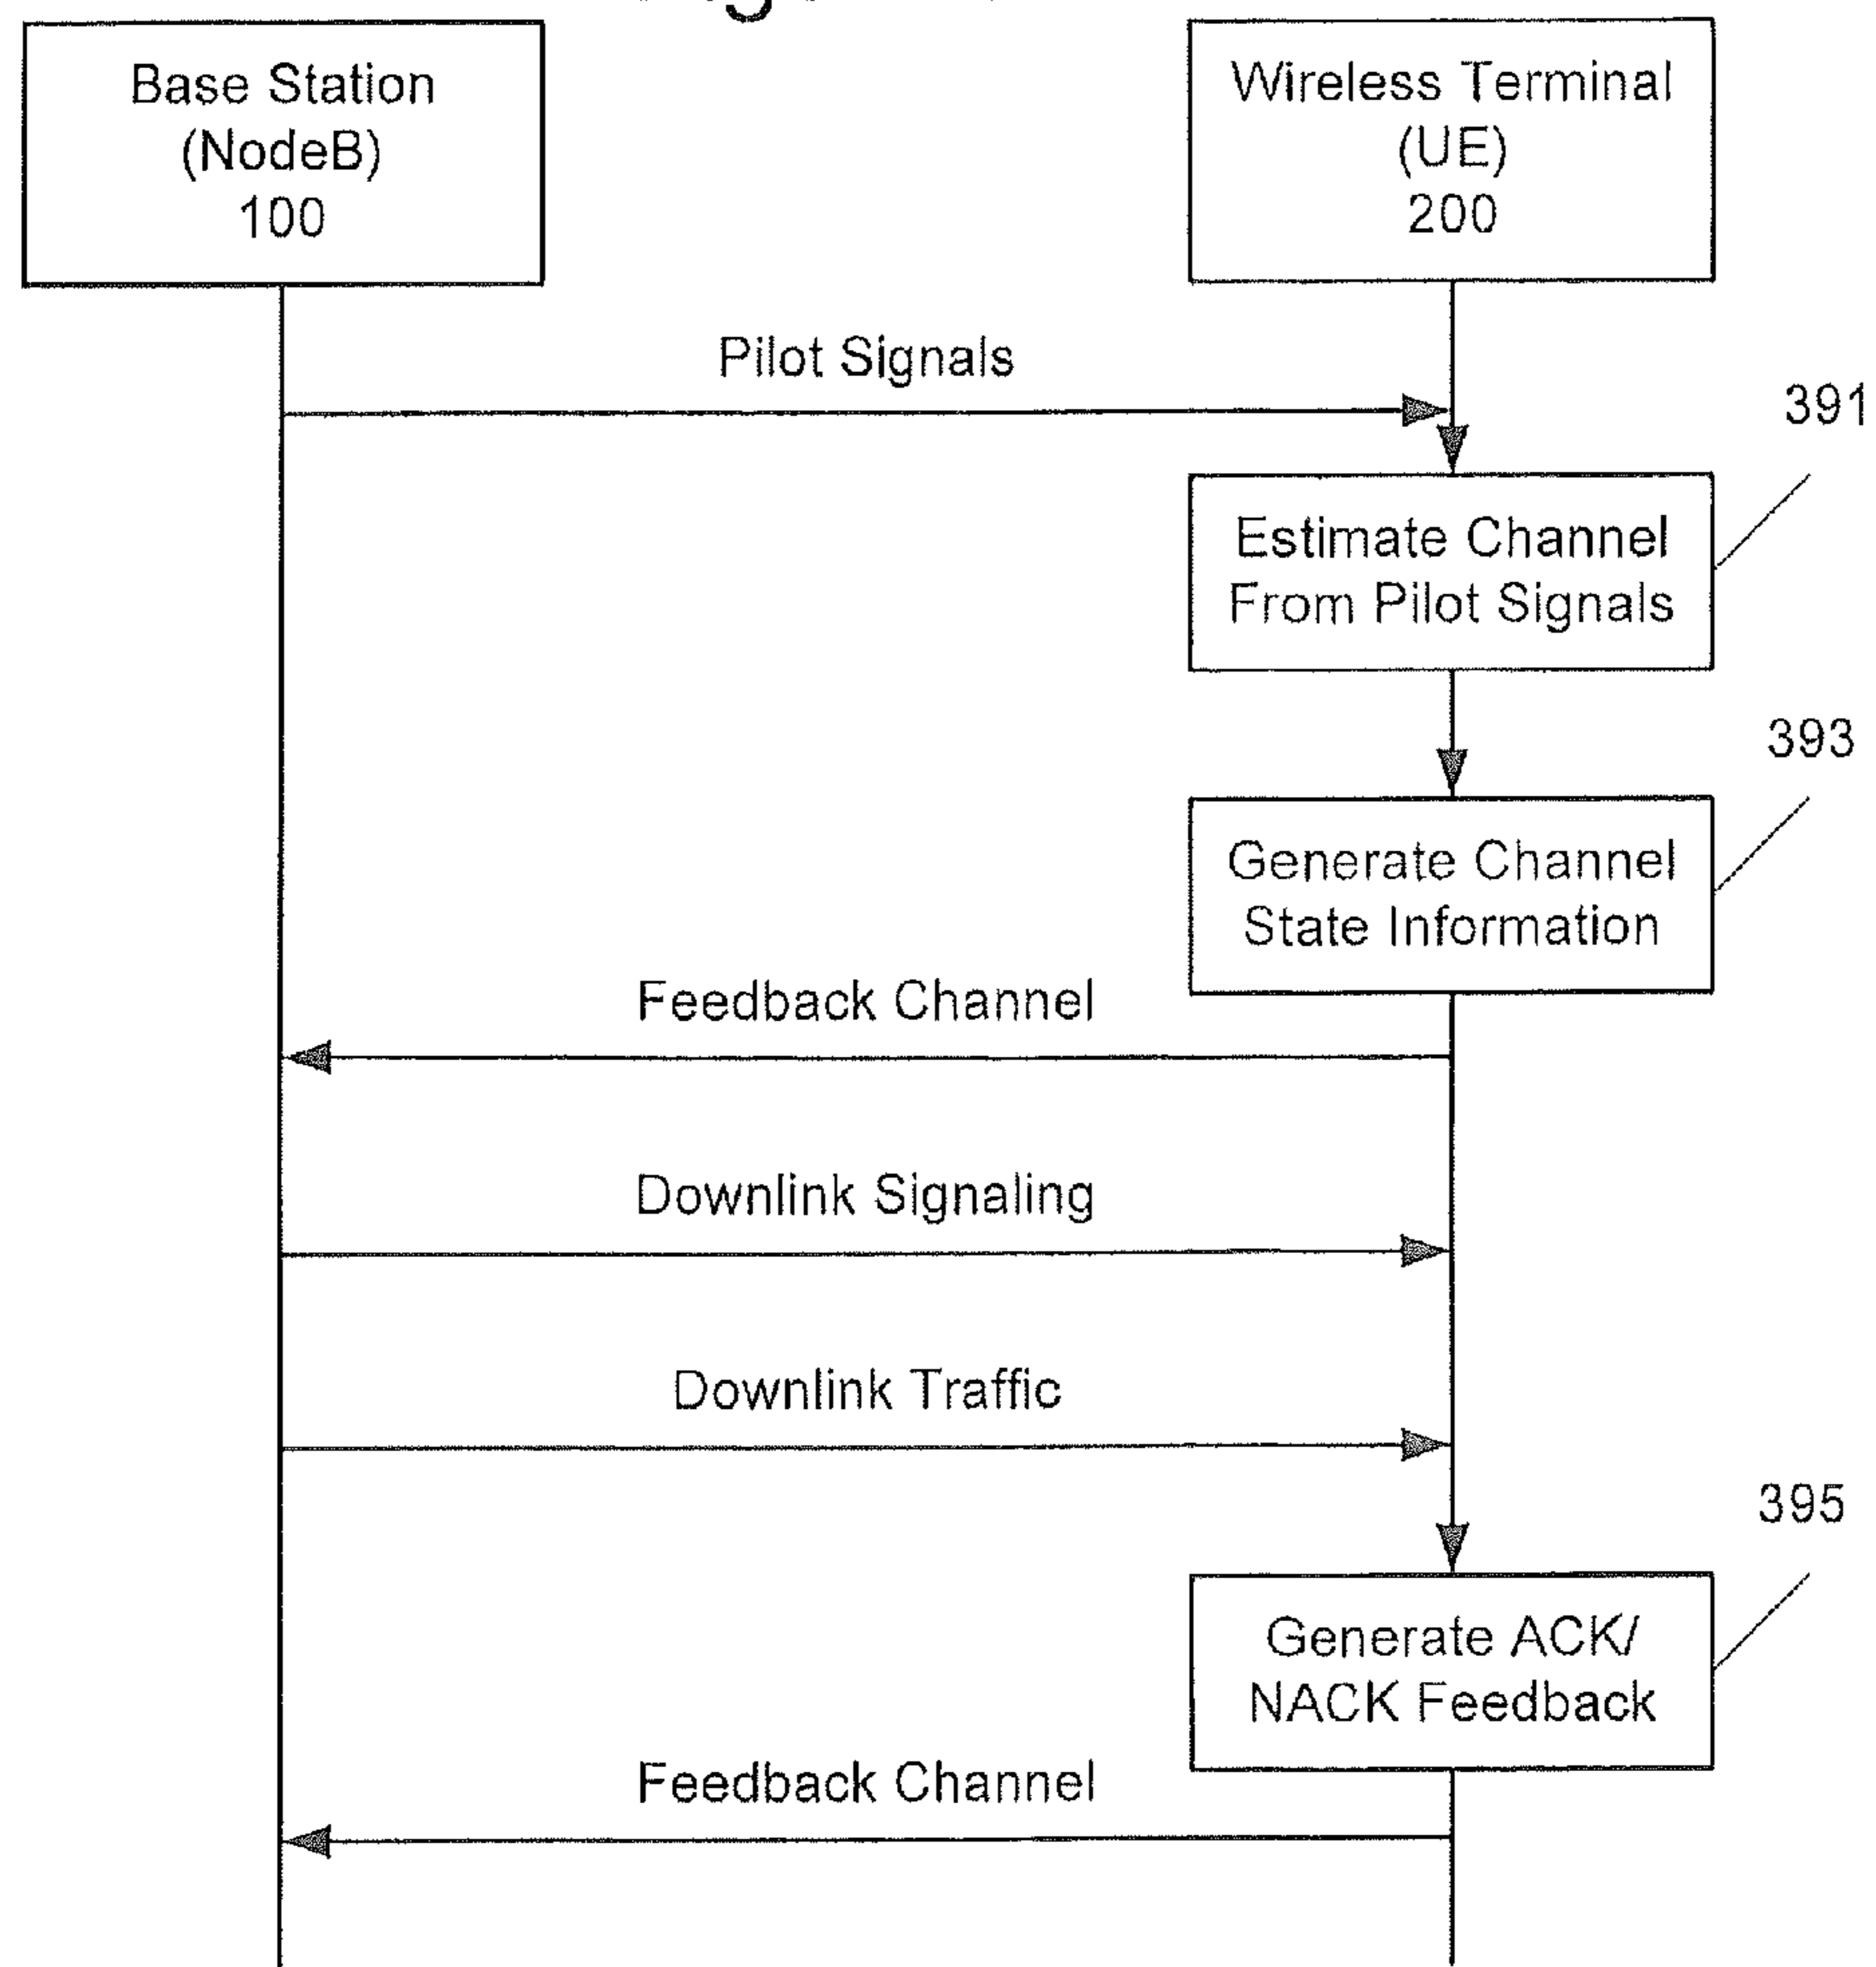 Base Station
(NodeB)
100
Wireless Terminal
(UE)
200
Pilot Signals
391
Estimate Channel
From Pilot Signals
393
Generate Channel
State Information
Feedback Channel
Downlink Signaling
Downlink Traffic
395
Generate ACK/
NACK Feedback
Feedback Channel